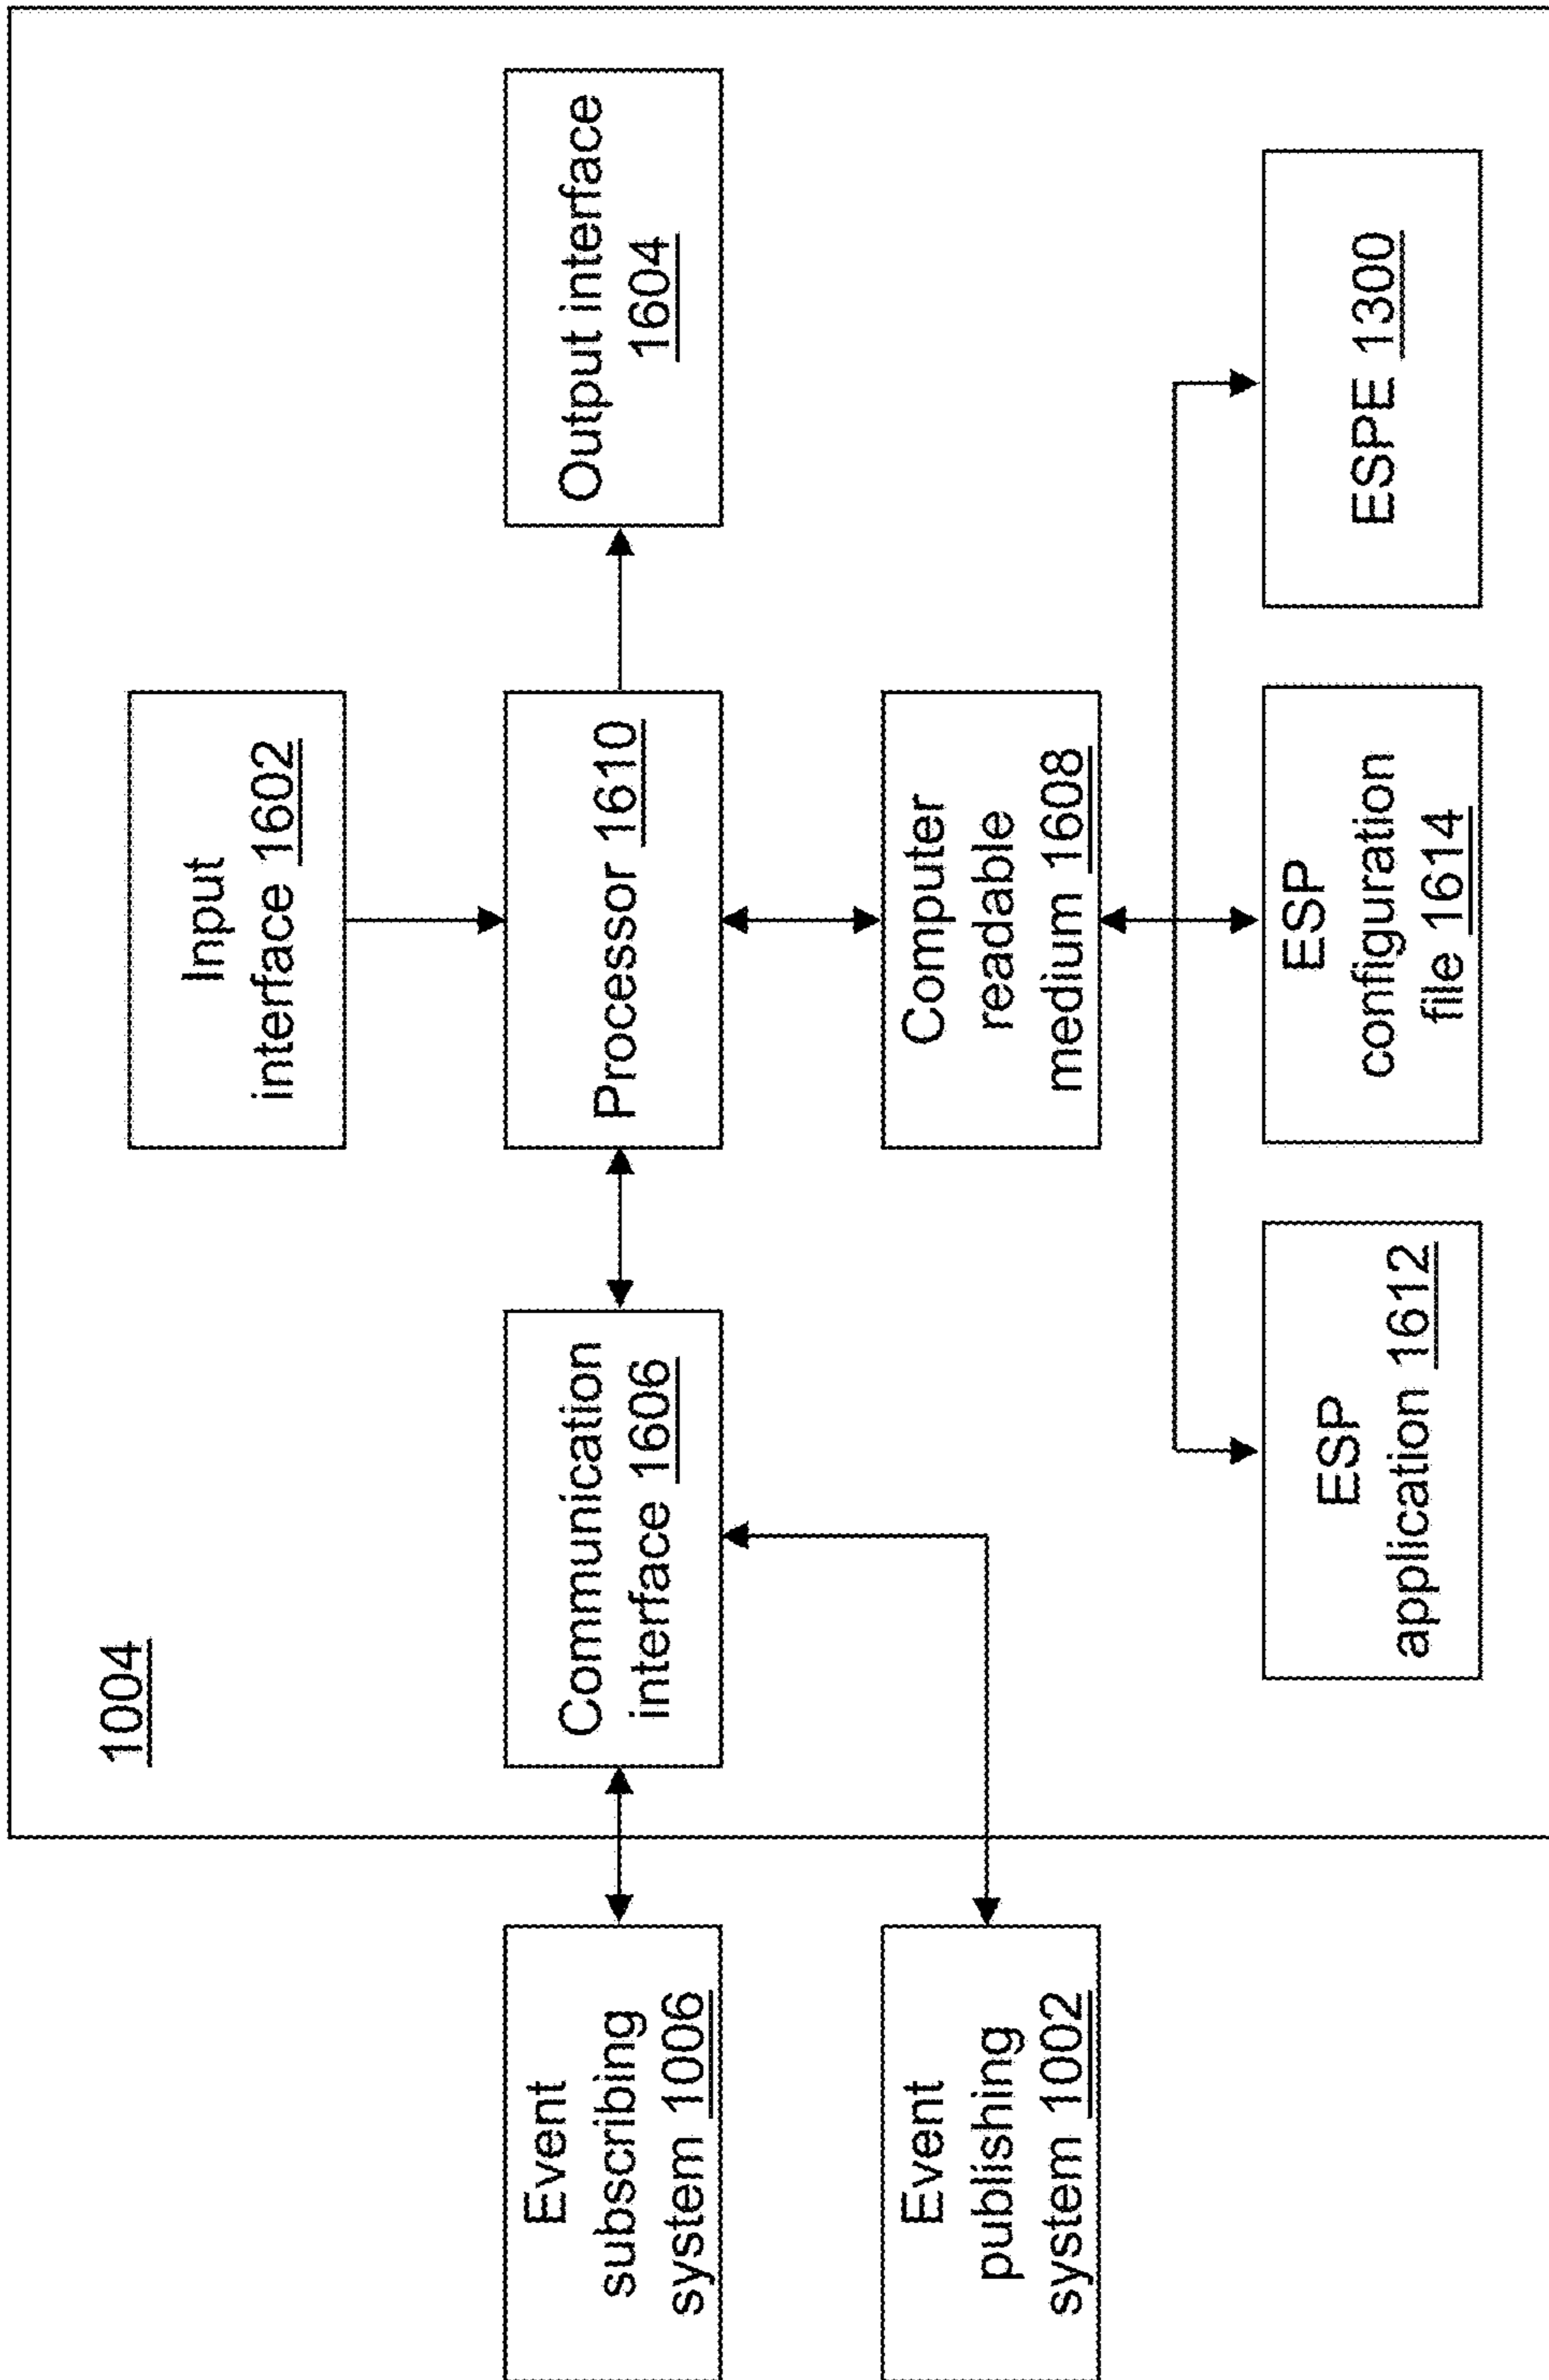 1004
Input
interface 1602
Event
subscribing
system 1006
Communication
interface 1606
Processor 1610
Output interface
1604
Event
publishing
system 1002
Computer
readable
medium 1608
ESP
application 1612
ESP
configuration
file 1614
ESPE 1300